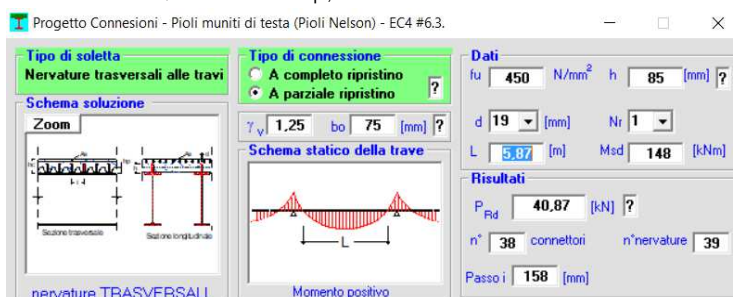 Progetto Connesioni - Pioli muniti di testa (Pioli Nelson) - EC4 #6.3.
Tipo di soletta
Nervature trasversali alle travi
Schema soluzione
Zoom
Sezione trasversale
Sezione longitudinale
nervature TRASVERSALI
Tipo di connessione
A completo ripristino
A parziale ripristino
?
γv 1,25 bo 75 [mm] ?
Schema statico della trave
L
Momento positivo
Dati
fu 450 N/mm² h 85 [mm] ?
d 19 [mm] Nr 1
L 5,87 [m] Msd 148 [kNm]
Risultati
PRd 40,87 [kN] ?
n° 38 connettori n°nervature 39
Passo i 158 [mm]